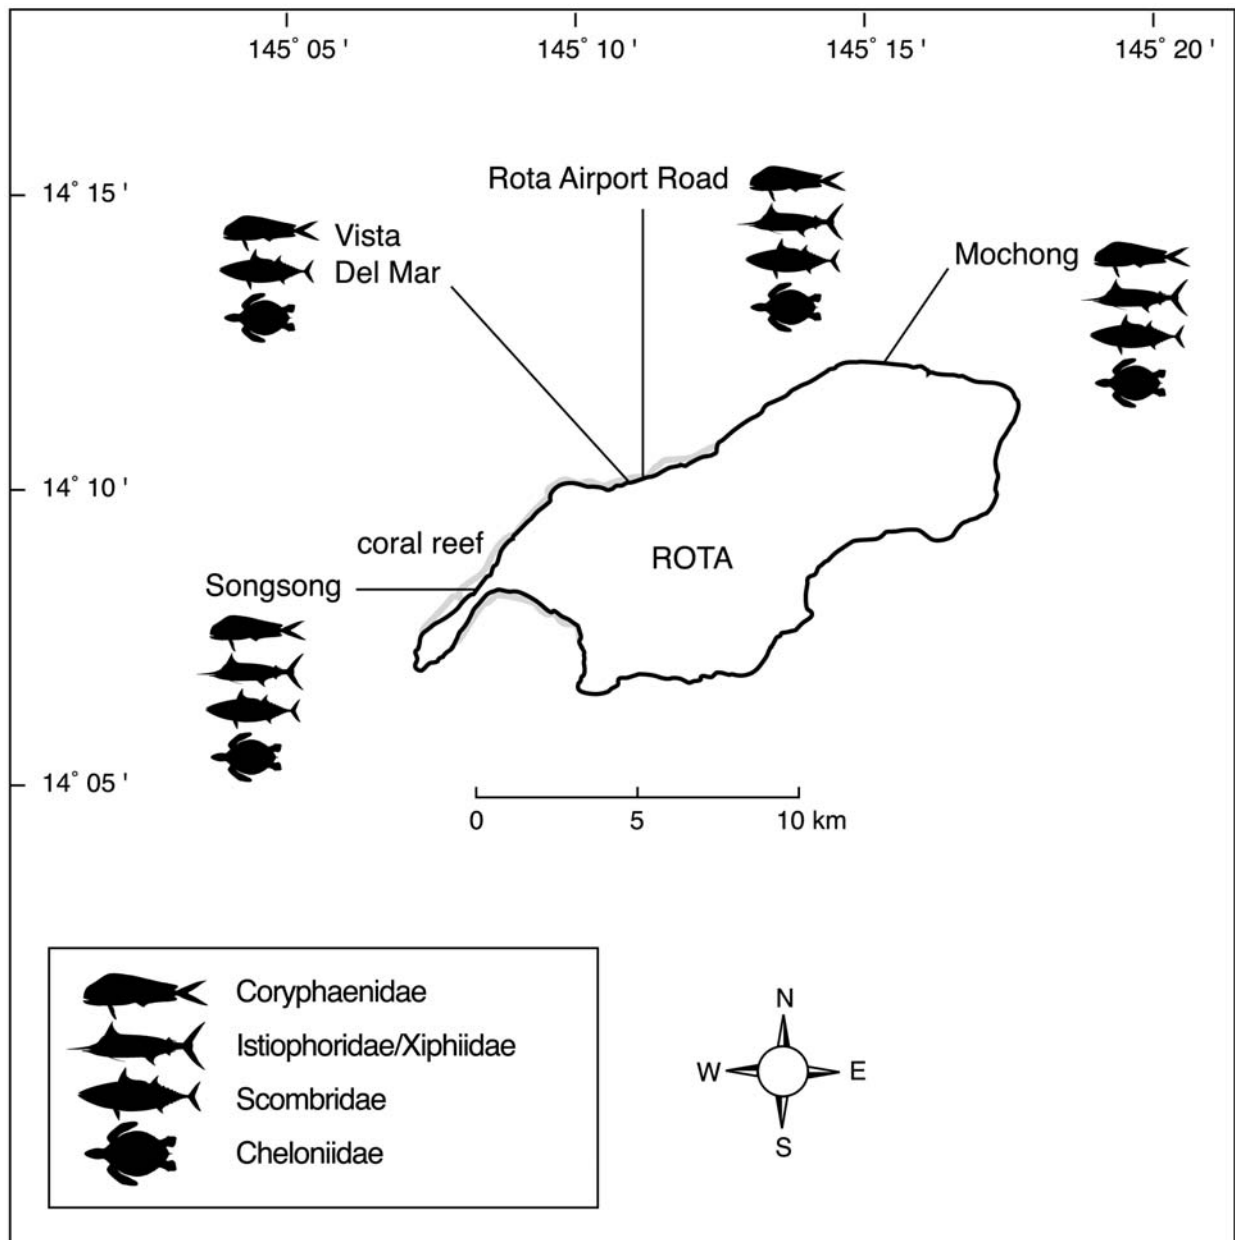 145° 05 '
145° 10 '
145° 15 '
145° 20 '
Rota Airport Road
14° 15 '
Vista
Del Mar
Mochong
14° 10 '
coral reef
ROTA
Songsong
14° 05 '
0
5
10 km
Coryphaenidae
Istiophoridae/Xiphiidae
Scombridae
Cheloniidae
N
W
E
S